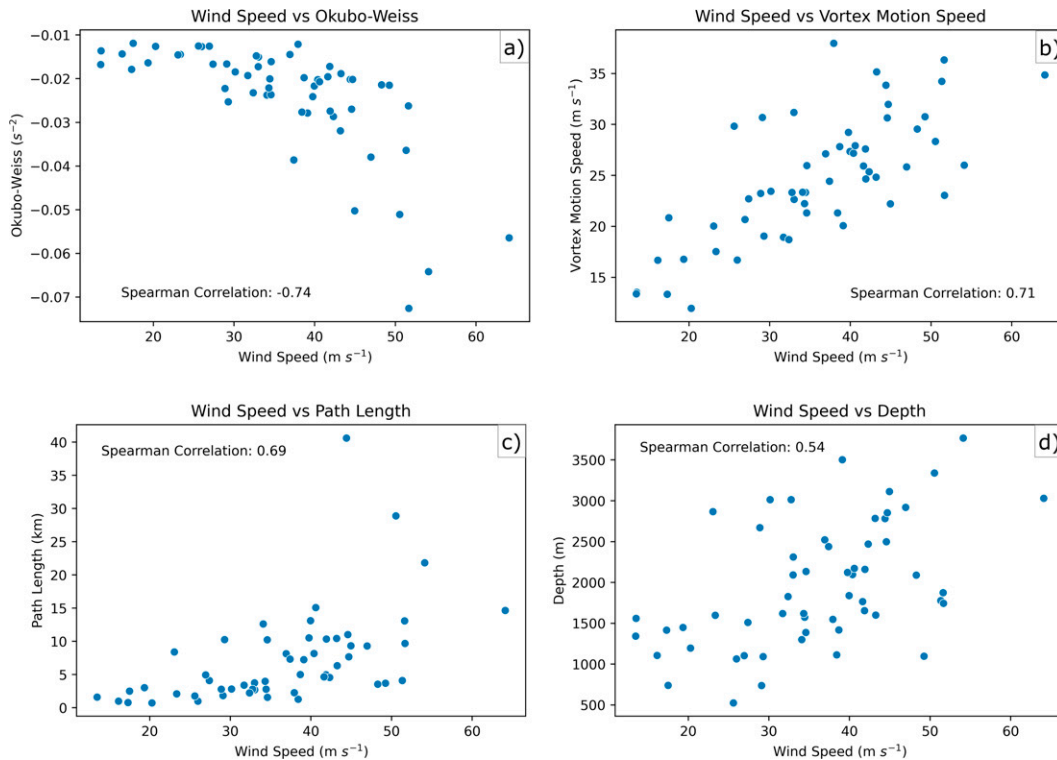 Wind Speed vs Okubo-Weiss
a)
−0.01
−0.02
−0.03
−0.04
−0.05
−0.06
−0.07
Okubo-Weiss (s⁻²)
Spearman Correlation: -0.74
20 30 40 50 60
Wind Speed (m s⁻¹)
Wind Speed vs Vortex Motion Speed
b)
35
30
25
20
15
Vortex Motion Speed (m s⁻¹)
Spearman Correlation: 0.71
20 30 40 50 60
Wind Speed (m s⁻¹)
Wind Speed vs Path Length
c)
Spearman Correlation: 0.69
40
35
30
25
20
15
10
5
0
Path Length (km)
20 30 40 50 60
Wind Speed (m s⁻¹)
Wind Speed vs Depth
d)
Spearman Correlation: 0.54
3500
3000
2500
2000
1500
1000
500
Depth (m)
20 30 40 50 60
Wind Speed (m s⁻¹)